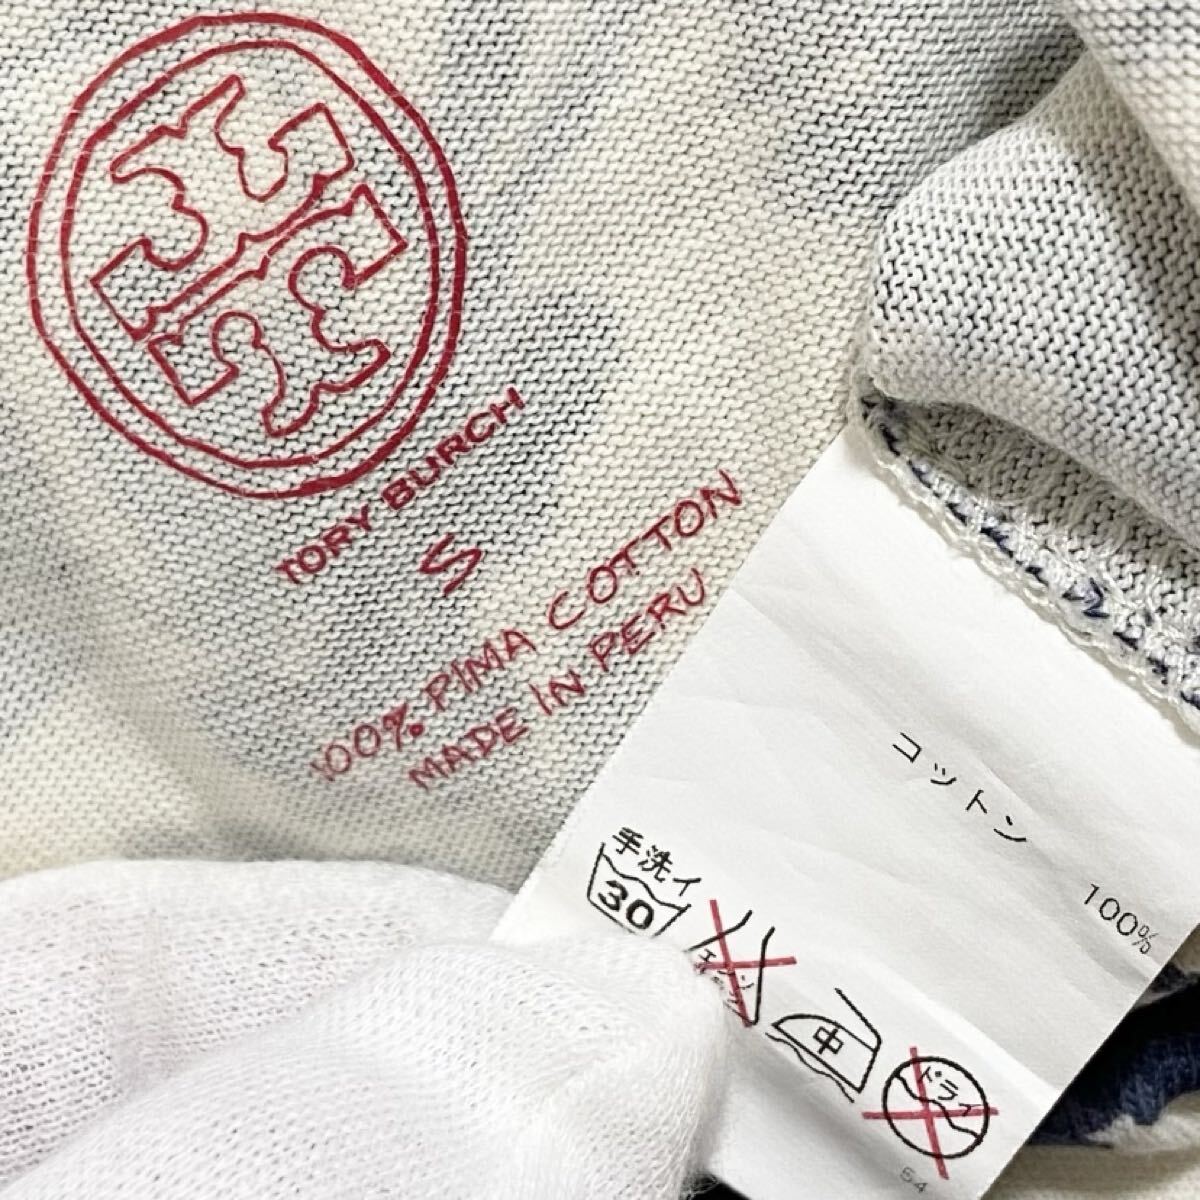 TORY BURCH
S
100% PIMA COTTON
MADE IN PERU
コットン 100%
手洗イ
30
中
ドライ
54